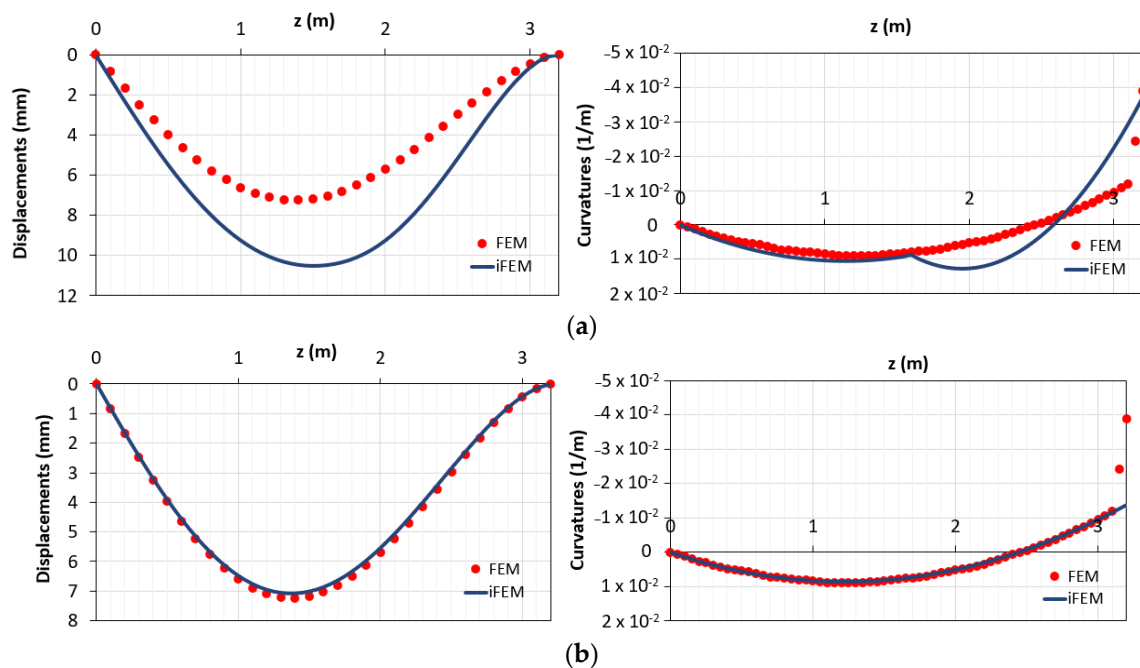 z (m)
0 1 2 3
0
2
4
6
8
10
12
Displacements (mm)
FEM
iFEM
z (m)
-5 x 10⁻²
-4 x 10⁻²
-3 x 10⁻²
-2 x 10⁻²
-1 x 10⁻²
0
1 x 10⁻²
2 x 10⁻²
Curvatures (1/m)
0 1 2 3
FEM
iFEM
(a)
z (m)
0 1 2 3
0
1
2
3
4
5
6
7
8
Displacements (mm)
FEM
iFEM
z (m)
-5 x 10⁻²
-4 x 10⁻²
-3 x 10⁻²
-2 x 10⁻²
-1 x 10⁻²
0
1 x 10⁻²
2 x 10⁻²
Curvatures (1/m)
0 1 2 3
FEM
iFEM
(b)